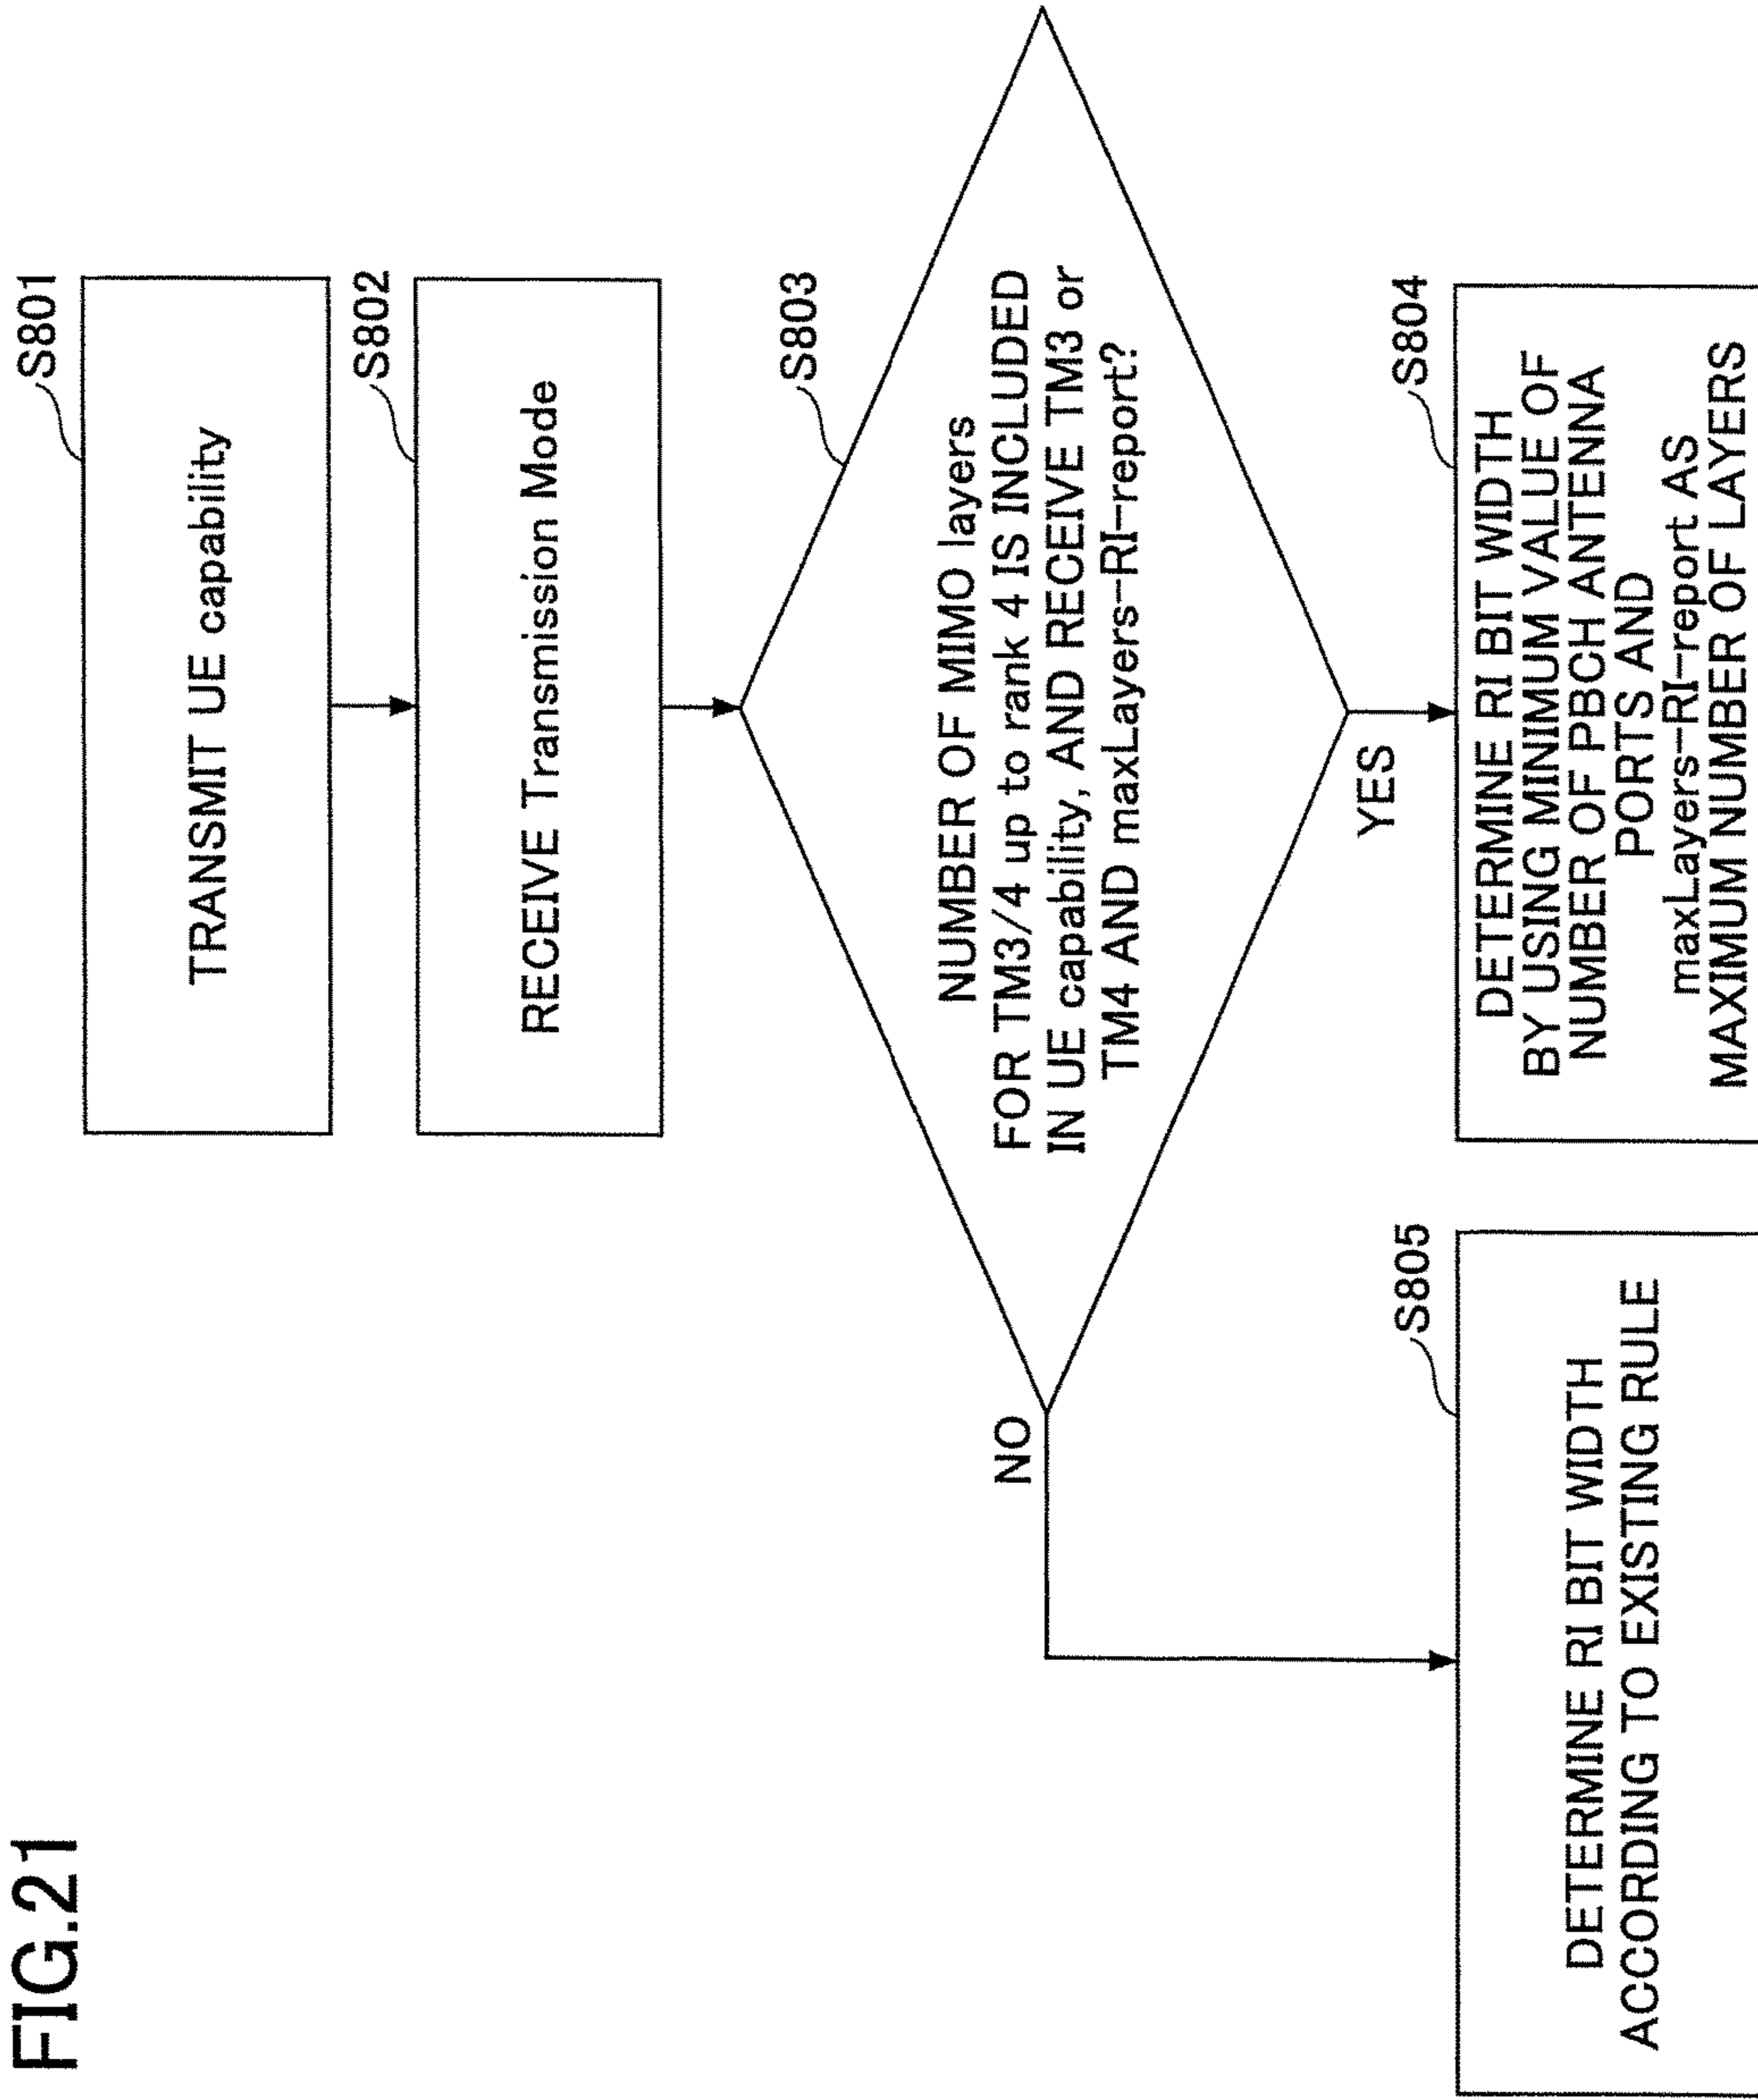 FIG.21
S801
TRANSMIT UE capability
S802
RECEIVE Transmission Mode
S803
NUMBER OF MIMO layers
FOR TM3/4 up to rank 4 IS INCLUDED
IN UE capability, AND RECEIVE TM3 or
TM4 AND maxLayers-RI-report?
NO
YES
S805
DETERMINE RI BIT WIDTH
ACCORDING TO EXISTING RULE
S804
DETERMINE RI BIT WIDTH
BY USING MINIMUM VALUE OF
NUMBER OF PBCH ANTENNA
PORTS AND
maxLayers-RI-report AS
MAXIMUM NUMBER OF LAYERS